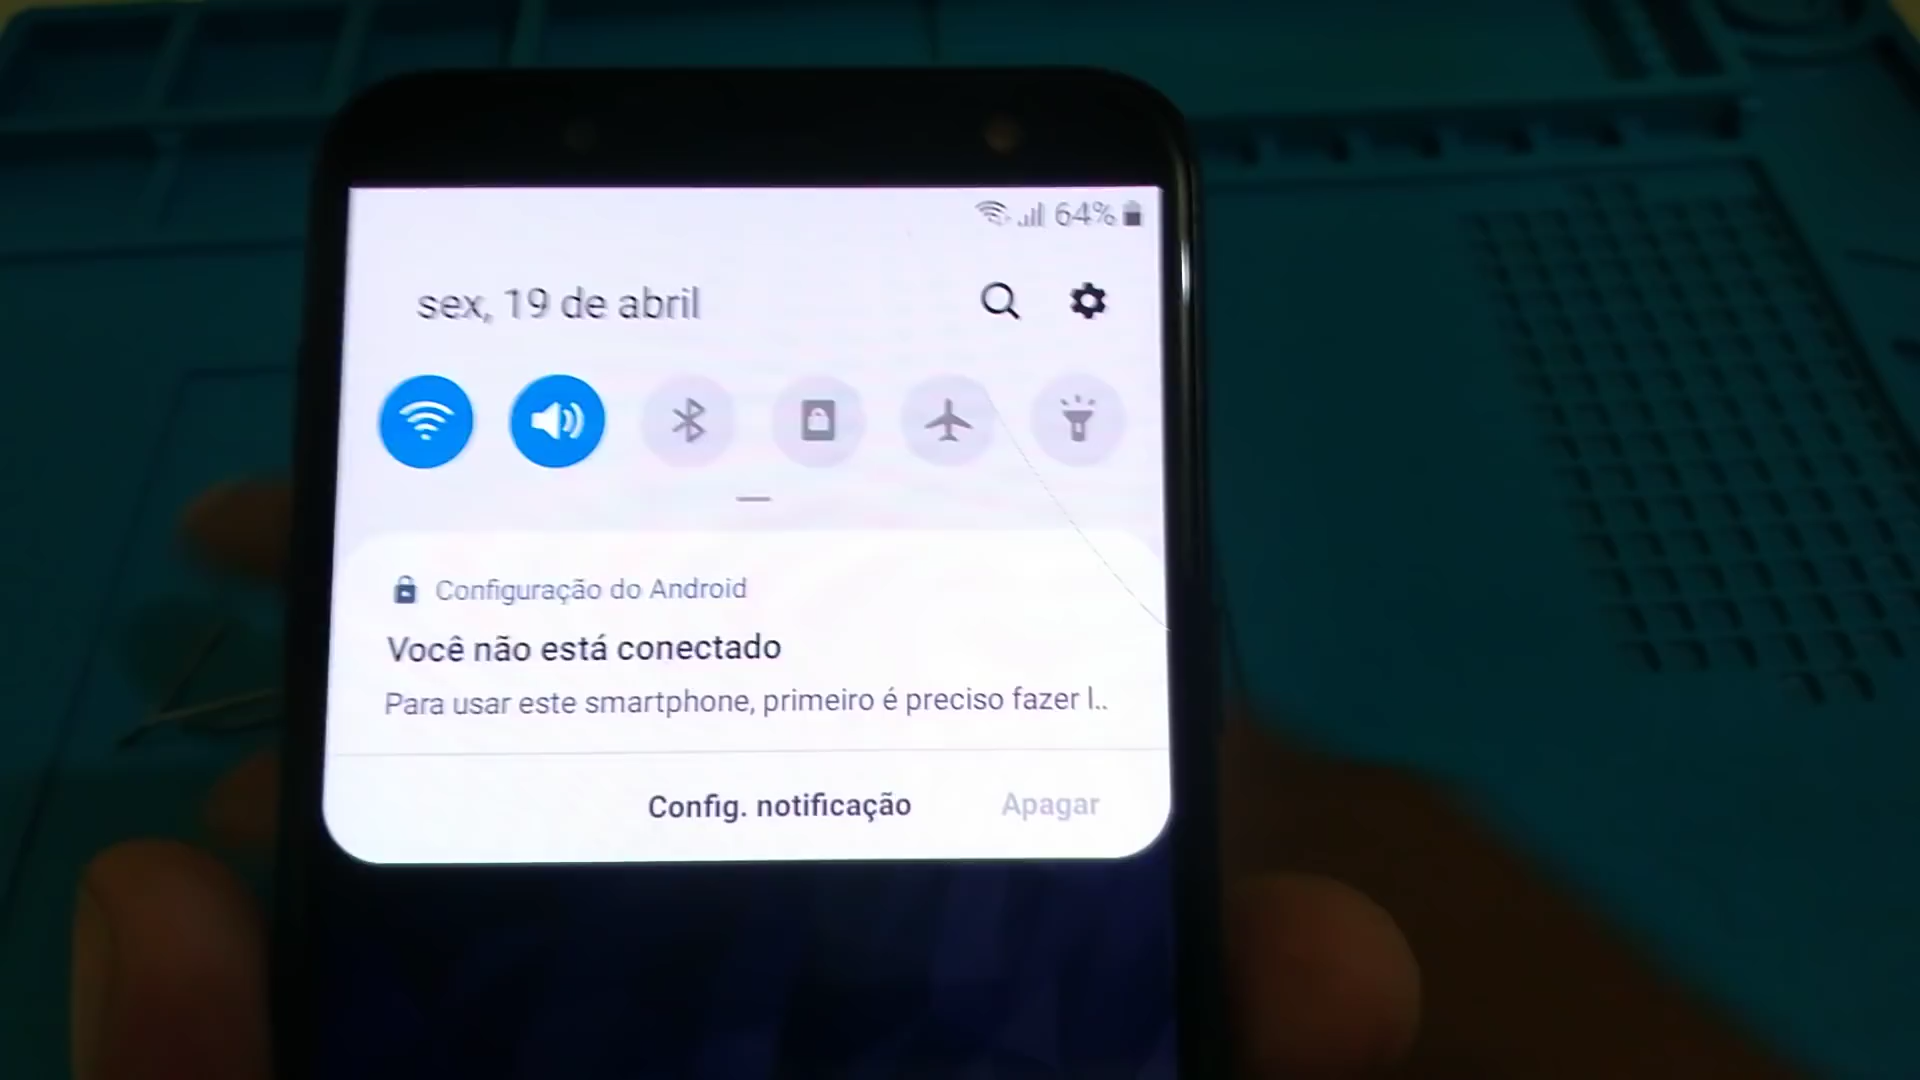 64%
sex, 19 de abril
Configuração do Android
Você não está conectado
Para usar este smartphone, primeiro é preciso fazer l..
Config. notificação
Apagar